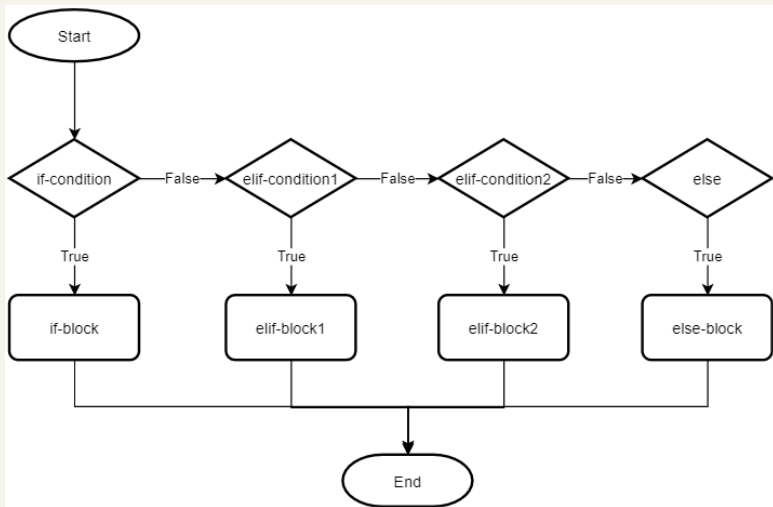 Start
if-condition
False
elif-condition1
False
elif-condition2
False
else
True
True
True
True
if-block
elif-block1
elif-block2
else-block
End